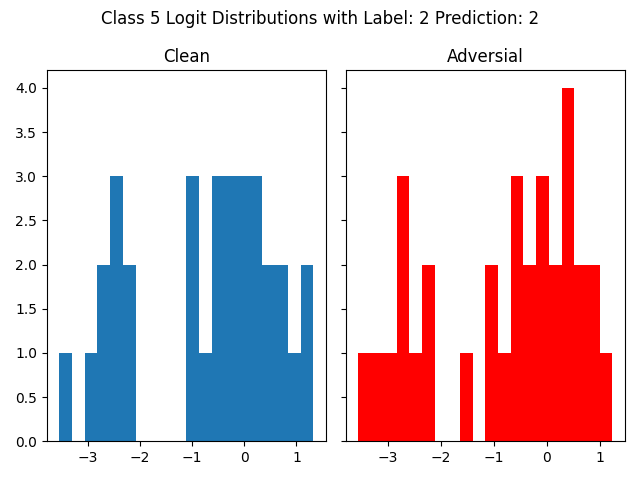 Class 5 Logit Distributions with Label: 2 Prediction: 2
Clean
Adversial
4.0
3.5
3.0
2.5
2.0
1.5
1.0
0.5
0.0
−3 −2 −1 0 1
−3 −2 −1 0 1